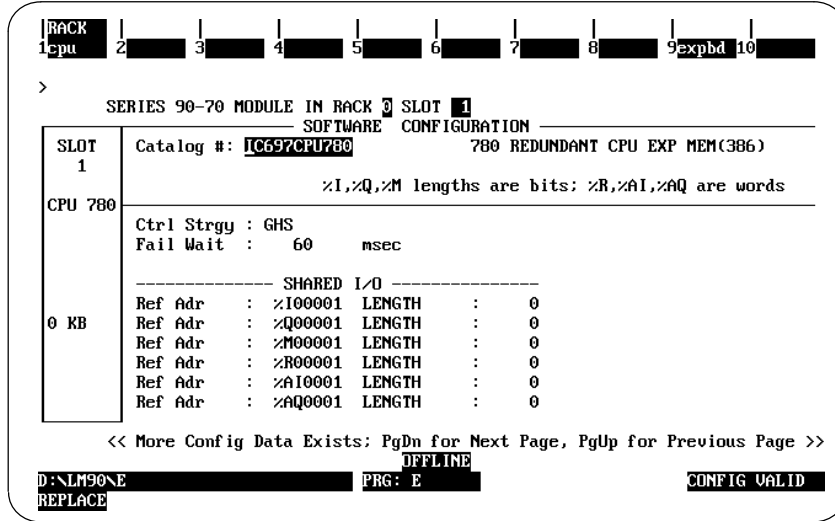 RACK
1cpu 2 3 4 5 6 7 8 9expbd 10
>
SERIES 90-70 MODULE IN RACK 0 SLOT 1
SOFTWARE CONFIGURATION
SLOT Catalog #: IC697CPU780 780 REDUNDANT CPU EXP MEM(386)
1
%I,%Q,%M lengths are bits; %R,%AI,%AQ are words
CPU 780
Ctrl Strgy : GHS
Fail Wait : 60 msec
-------------- SHARED I/O ---------------
Ref Adr : %I00001 LENGTH : 0
0 KB Ref Adr : %Q00001 LENGTH : 0
Ref Adr : %M00001 LENGTH : 0
Ref Adr : %R00001 LENGTH : 0
Ref Adr : %AI0001 LENGTH : 0
Ref Adr : %AQ0001 LENGTH : 0
<< More Config Data Exists; PgDn for Next Page, PgUp for Previous Page >>
OFFLINE
D:\LM90\E PRG: E CONFIG VALID
REPLACE